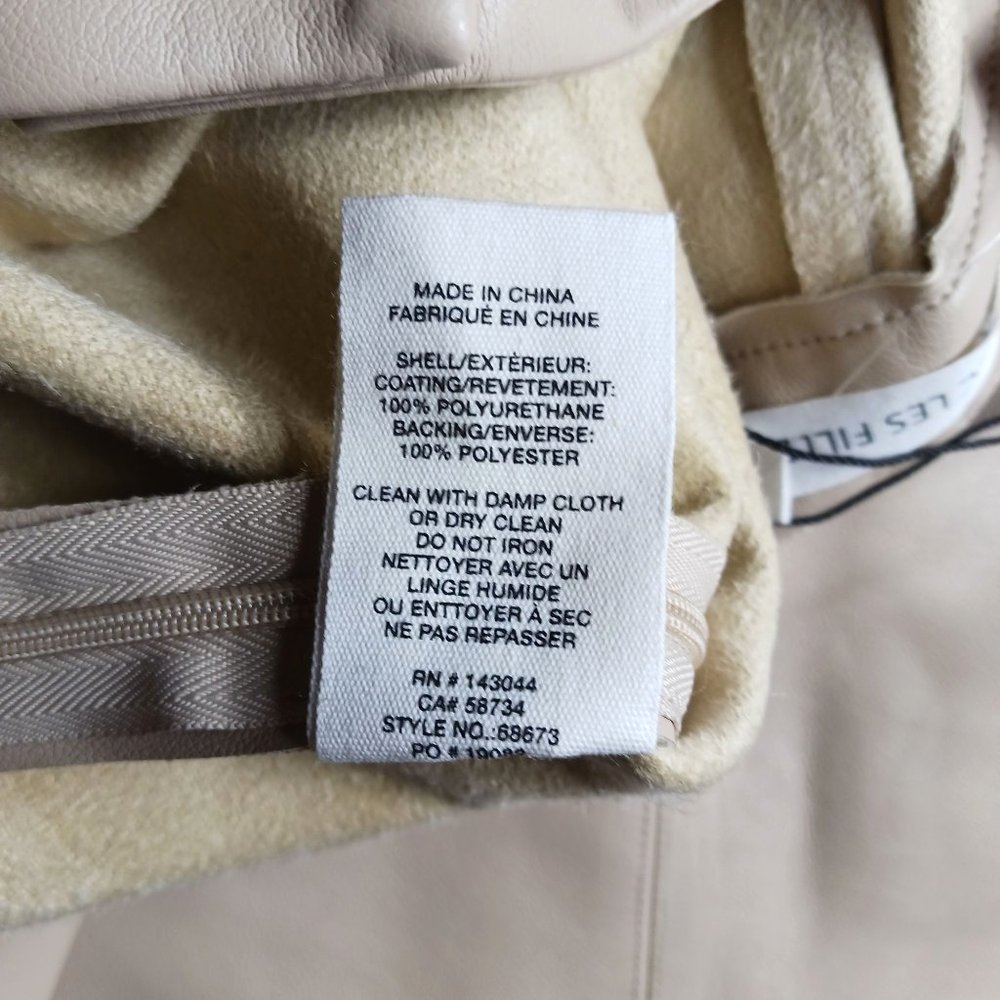 MADE IN CHINA
FABRIQUÉ EN CHINE
SHELL/EXTÉRIEUR:
COATING/REVETEMENT:
100% POLYURETHANE
BACKING/ENVERSE:
100% POLYESTER
CLEAN WITH DAMP CLOTH
OR DRY CLEAN
DO NOT IRON
NETTOYER AVEC UN
LINGE HUMIDE
OU ENTTOYER À SEC
NE PAS REPASSER
RN # 143044
CA# 58734
STYLE NO.:68673
PO #
LES